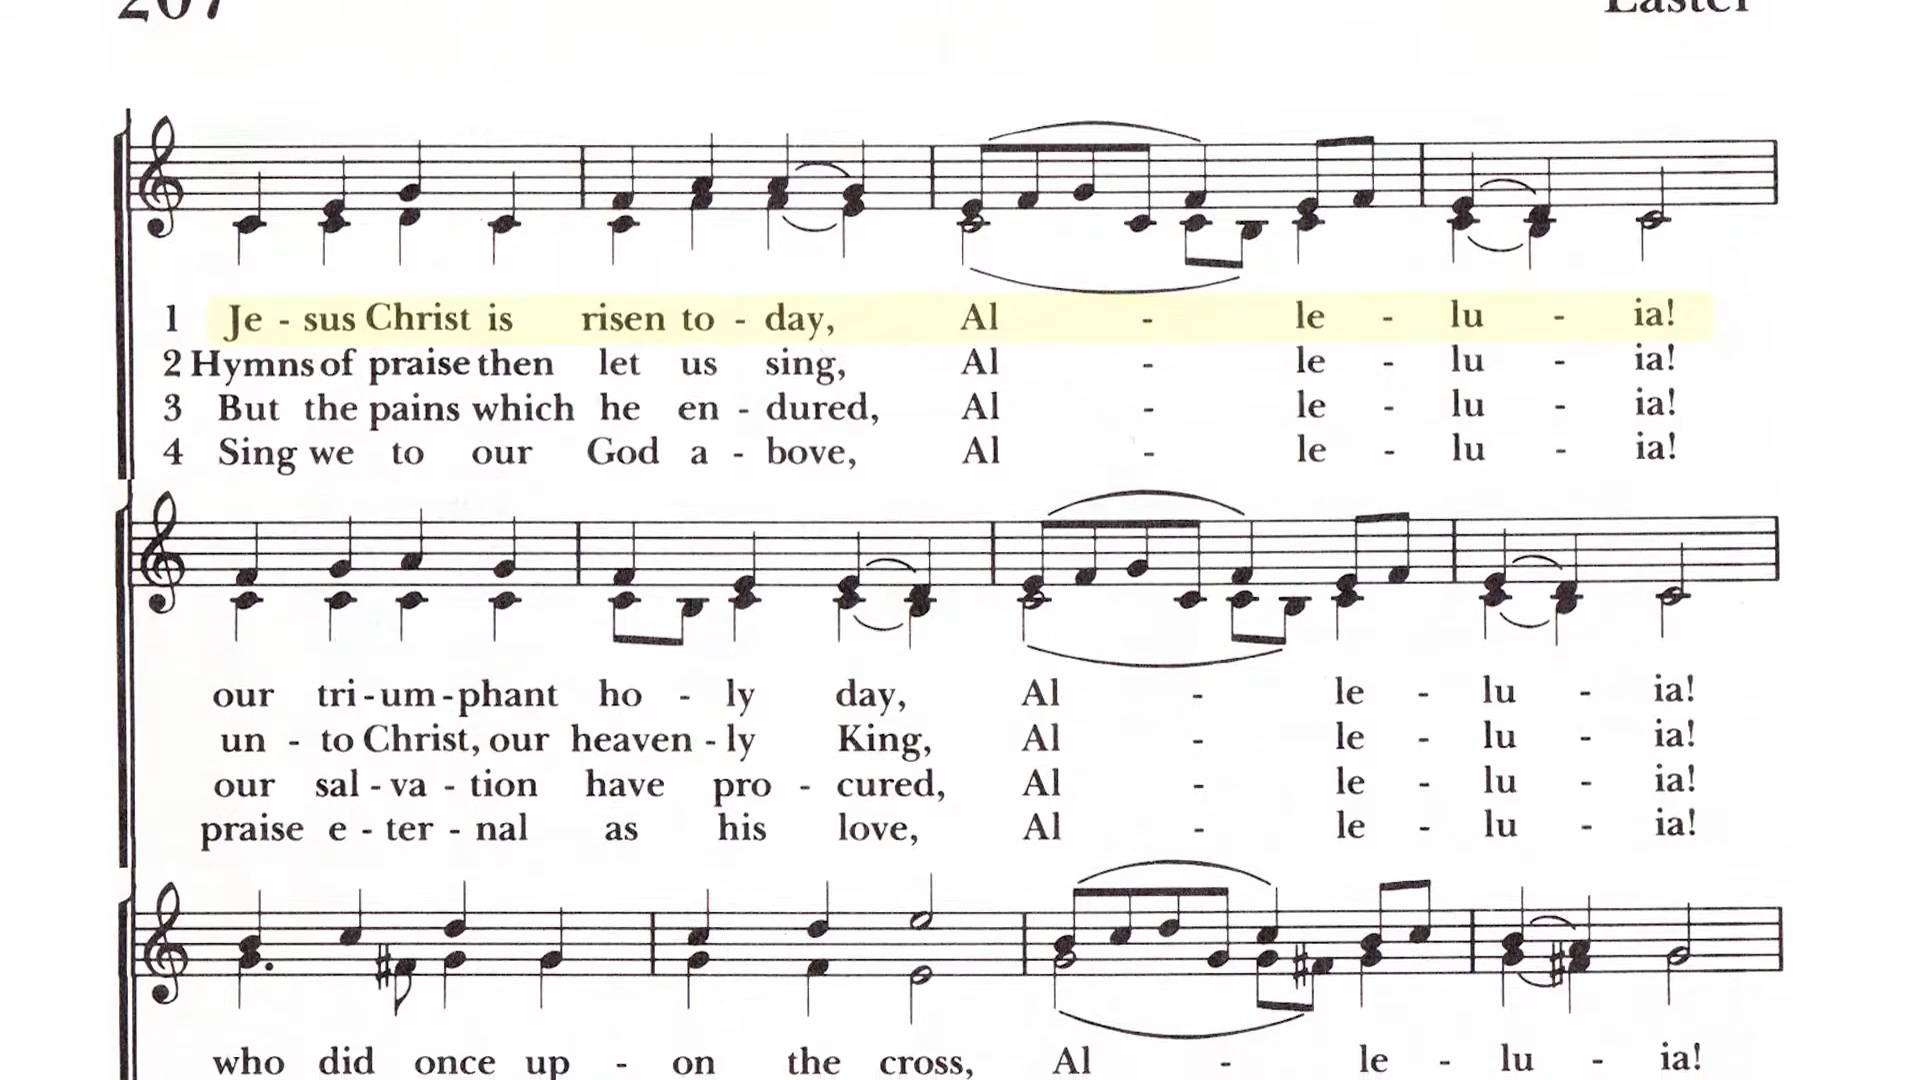 207 Easter
1 Je - sus Christ is risen to - day, Al - le - lu - ia!
2 Hymns of praise then let us sing, Al - le - lu - ia!
3 But the pains which he en - dured, Al - le - lu - ia!
4 Sing we to our God a - bove, Al - le - lu - ia!
our tri - um - phant ho - ly day, Al - le - lu - ia!
un - to Christ, our heaven - ly King, Al - le - lu - ia!
our sal - va - tion have pro - cured, Al - le - lu - ia!
praise e - ter - nal as his love, Al - le - lu - ia!
who did once up - on the cross, Al - le - lu - ia!